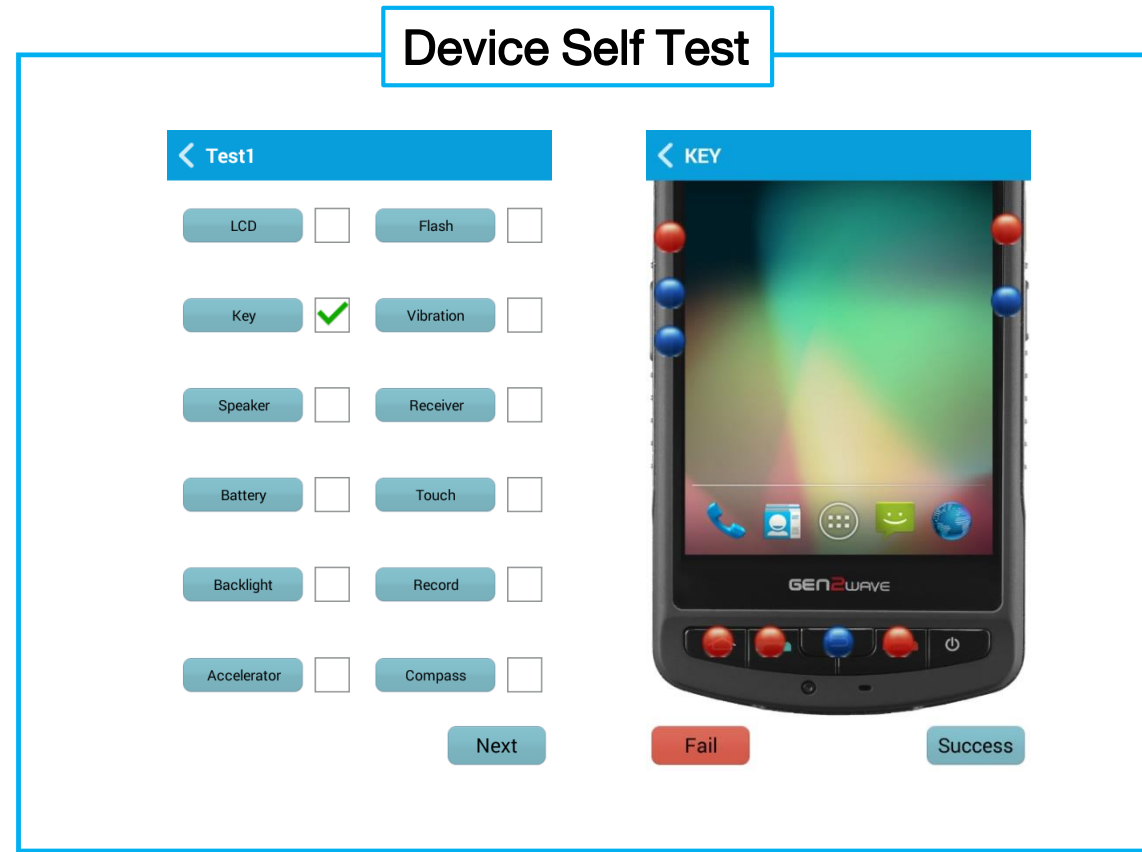 Device Self Test
Test1
LCD
Flash
Key
Vibration
Speaker
Receiver
Battery
Touch
Backlight
Record
Accelerator
Compass
Next
KEY
GEN2WAVE
Fail
Success